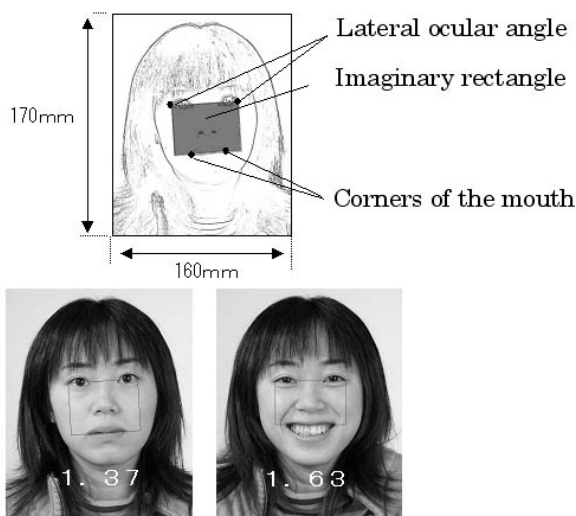 Lateral ocular angle
Imaginary rectangle
170mm
Corners of the mouth
160mm
1. 37
1. 63